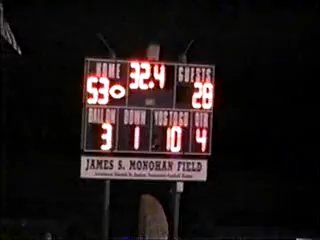 HOME 32.4 GUESTS
53 28
BALL ON DOWN YDS TO GO QTR
3 1 10 4
JAMES S. MONOHAN FIELD